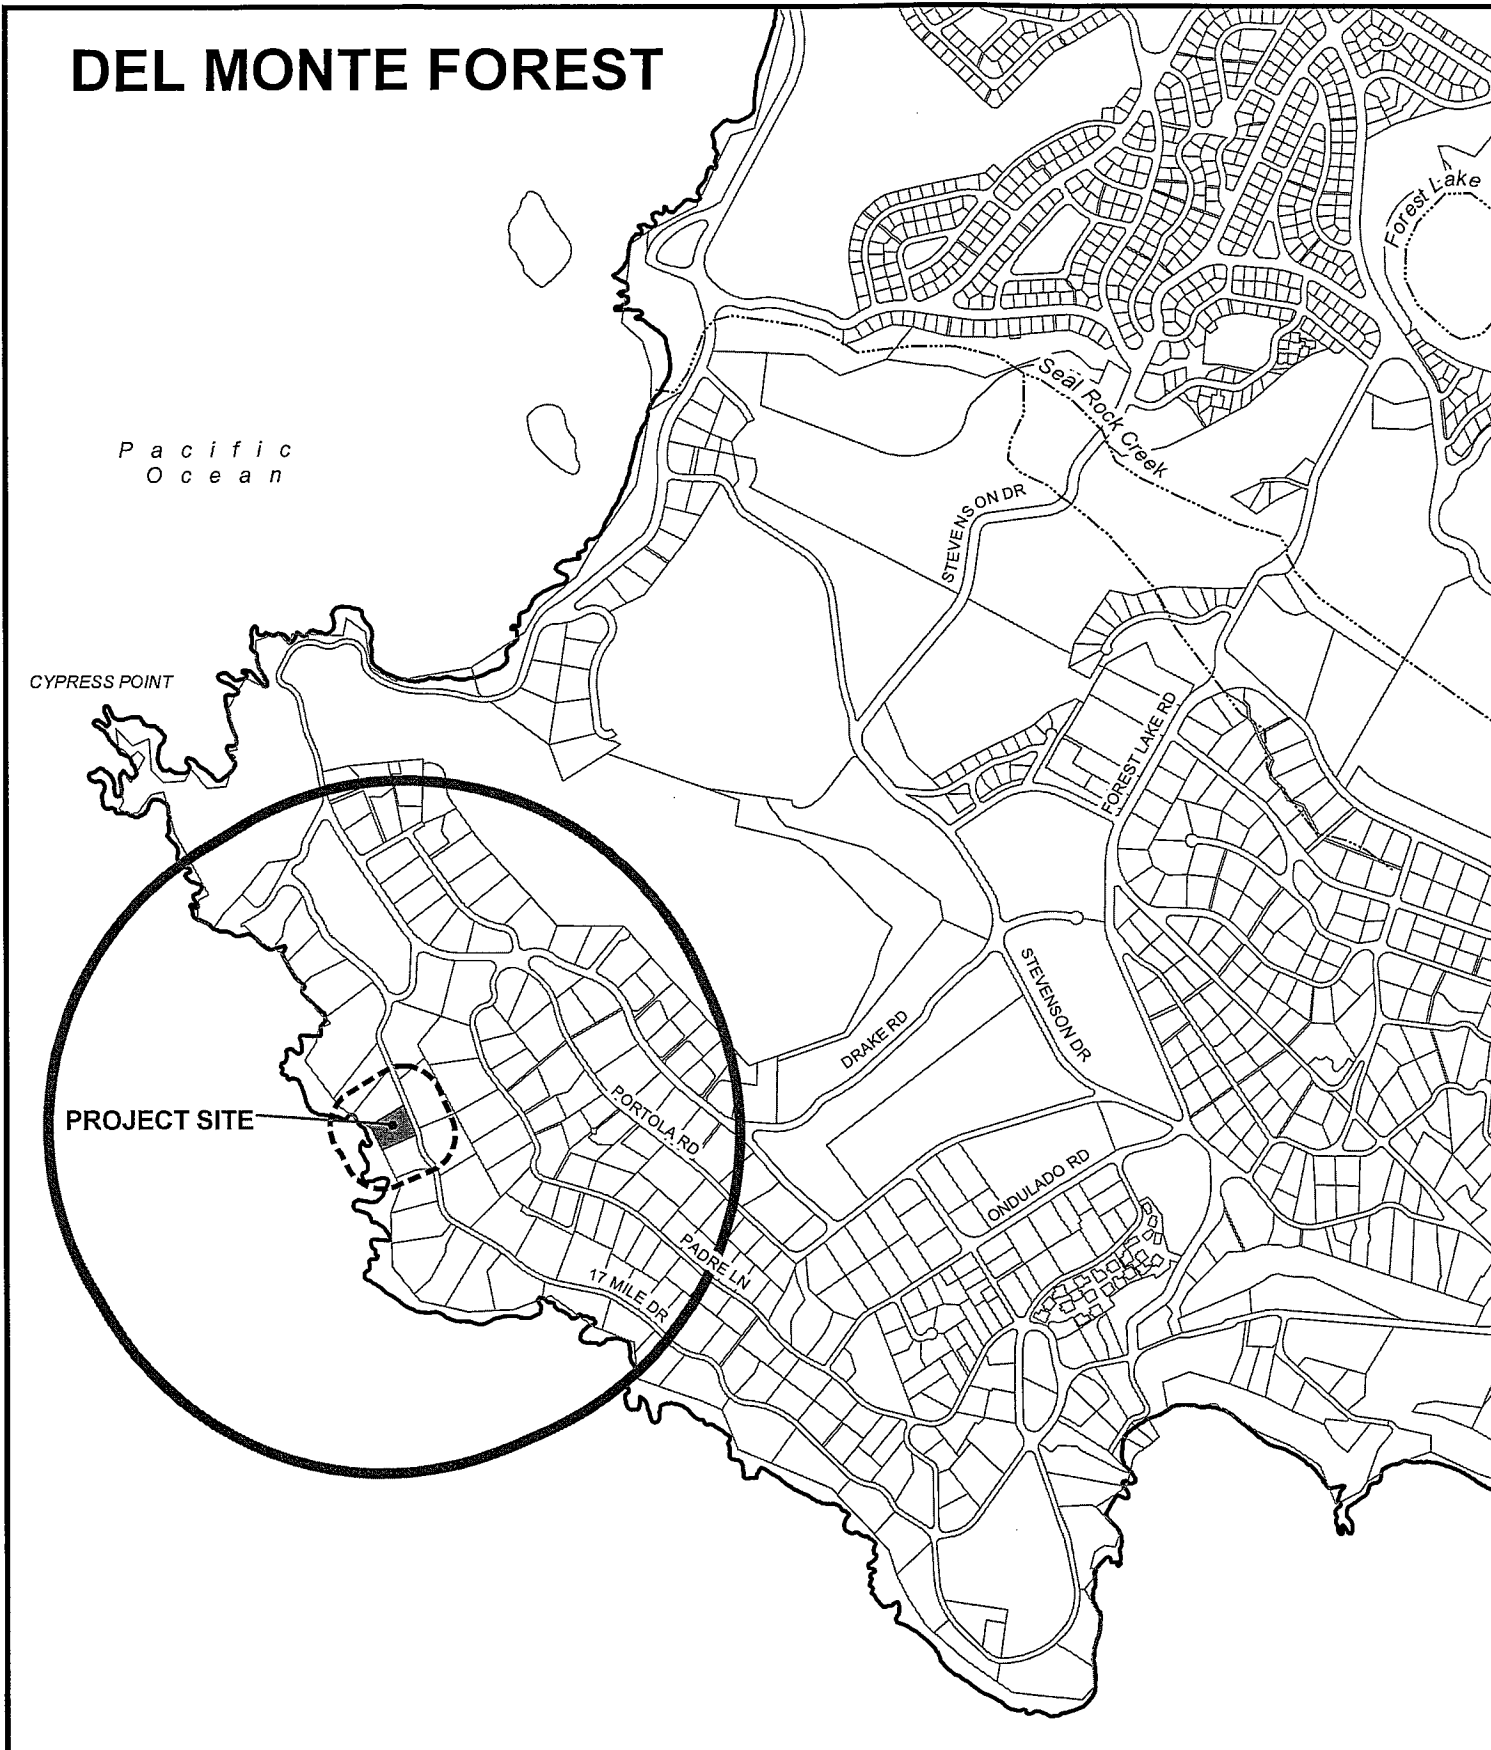 DEL MONTE FOREST
Forest Lake
Seal Rock Creek
Pacific
Ocean
STEVENSON DR
CYPRESS POINT
FOREST LAKE RD
STEVENSON DR
DRAKE RD
PROJECT SITE
PORTOLA RD
ONDULADO RD
PADRE LN
17 MILE DR